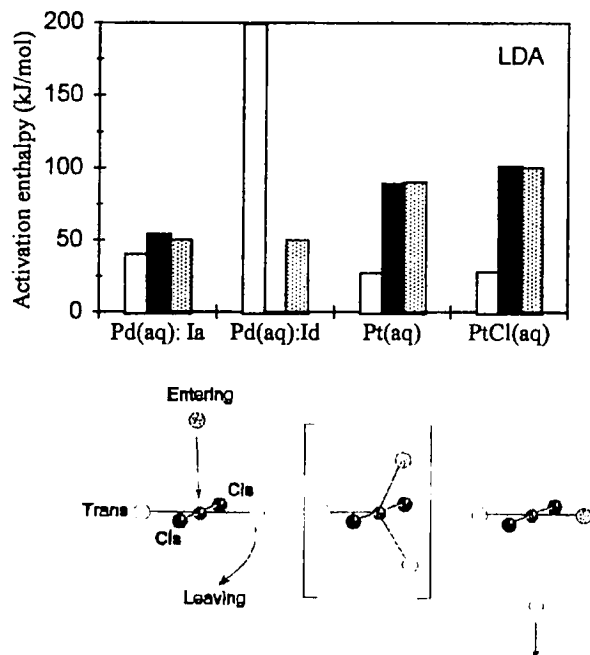 200
LDA
150
100
50
0
Activation enthalpy (kJ/mol)
Pd(aq): Ia Pd(aq):Id Pt(aq) PtCl(aq)
Entering
Cis
Trans
Cis
Leaving